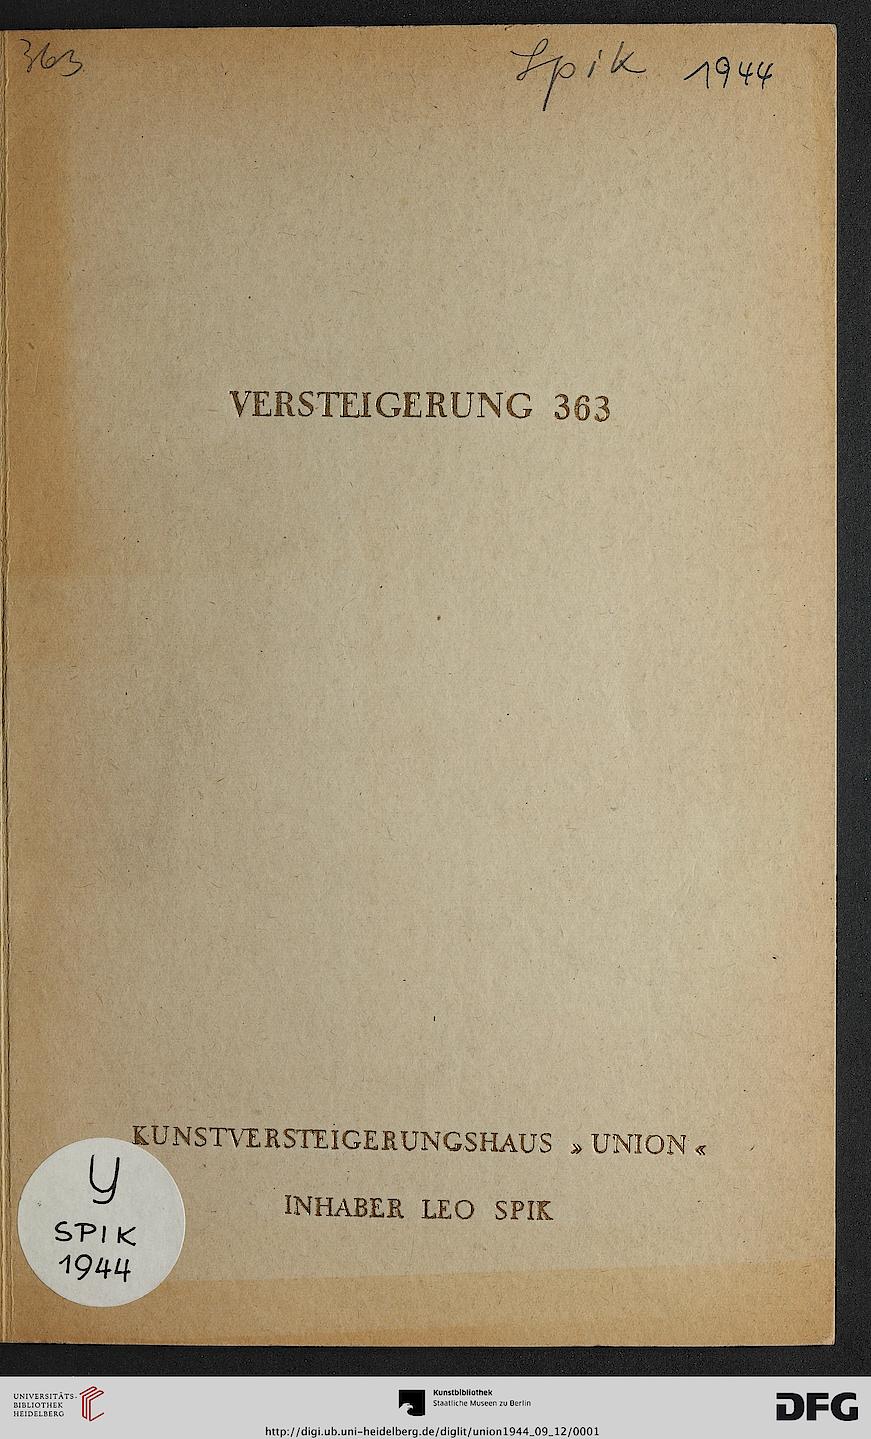 363
Spik 1944
VERSTEIGERUNG 363
KUNSTVERSTEIGERUNGSHAUS » UNION «
INHABER LEO SPIK
y
SPIK
1944
UNIVERSITÄTS-
BIBLIOTHEK
HEIDELBERG
Kunstbibliothek
Staatliche Museen zu Berlin
DFG
http://digi.ub.uni-heidelberg.de/diglit/union1944_09_12/0001